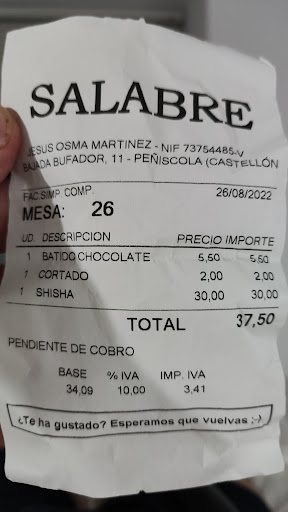 SALABRE
JESUS OSMA MARTINEZ - NIF 73754485-V
BAJADA BUFADOR, 11 - PEÑISCOLA (CASTELLÓN
FAC.SIMP. COMP. 26/08/2022
MESA: 26
UD. DESCRIPCION PRECIO IMPORTE
1 BATIDO CHOCOLATE 5,50 5,50
1 CORTADO 2,00 2,00
1 SHISHA 30,00 30,00
TOTAL 37,50
PENDIENTE DE COBRO
BASE % IVA IMP. IVA
34,09 10,00 3,41
¿Te ha gustado? Esperamos que vuelvas :-)